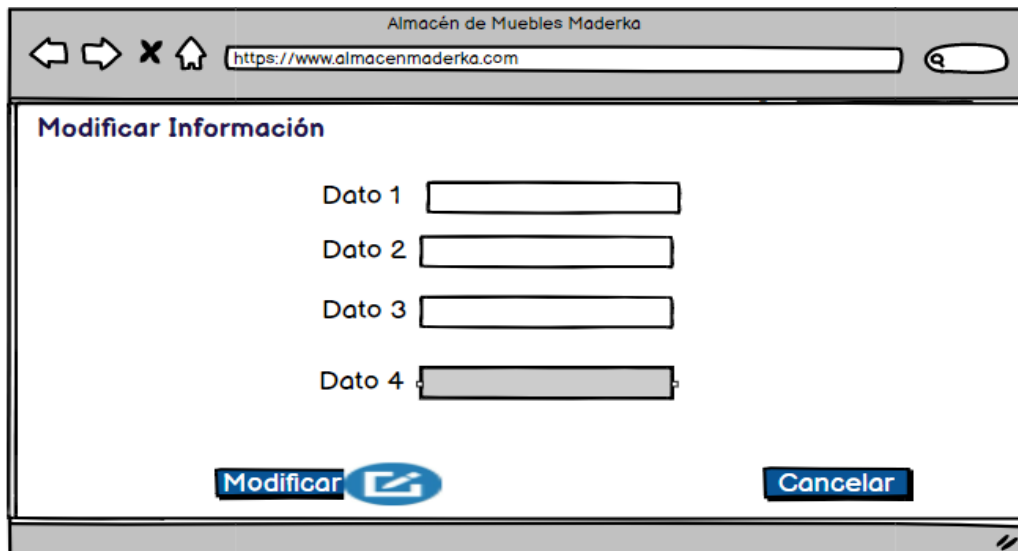 Almacén de Muebles Maderka
https://www.almacenmaderka.com
Modificar Información
Dato 1
Dato 2
Dato 3
Dato 4
Modificar
Cancelar